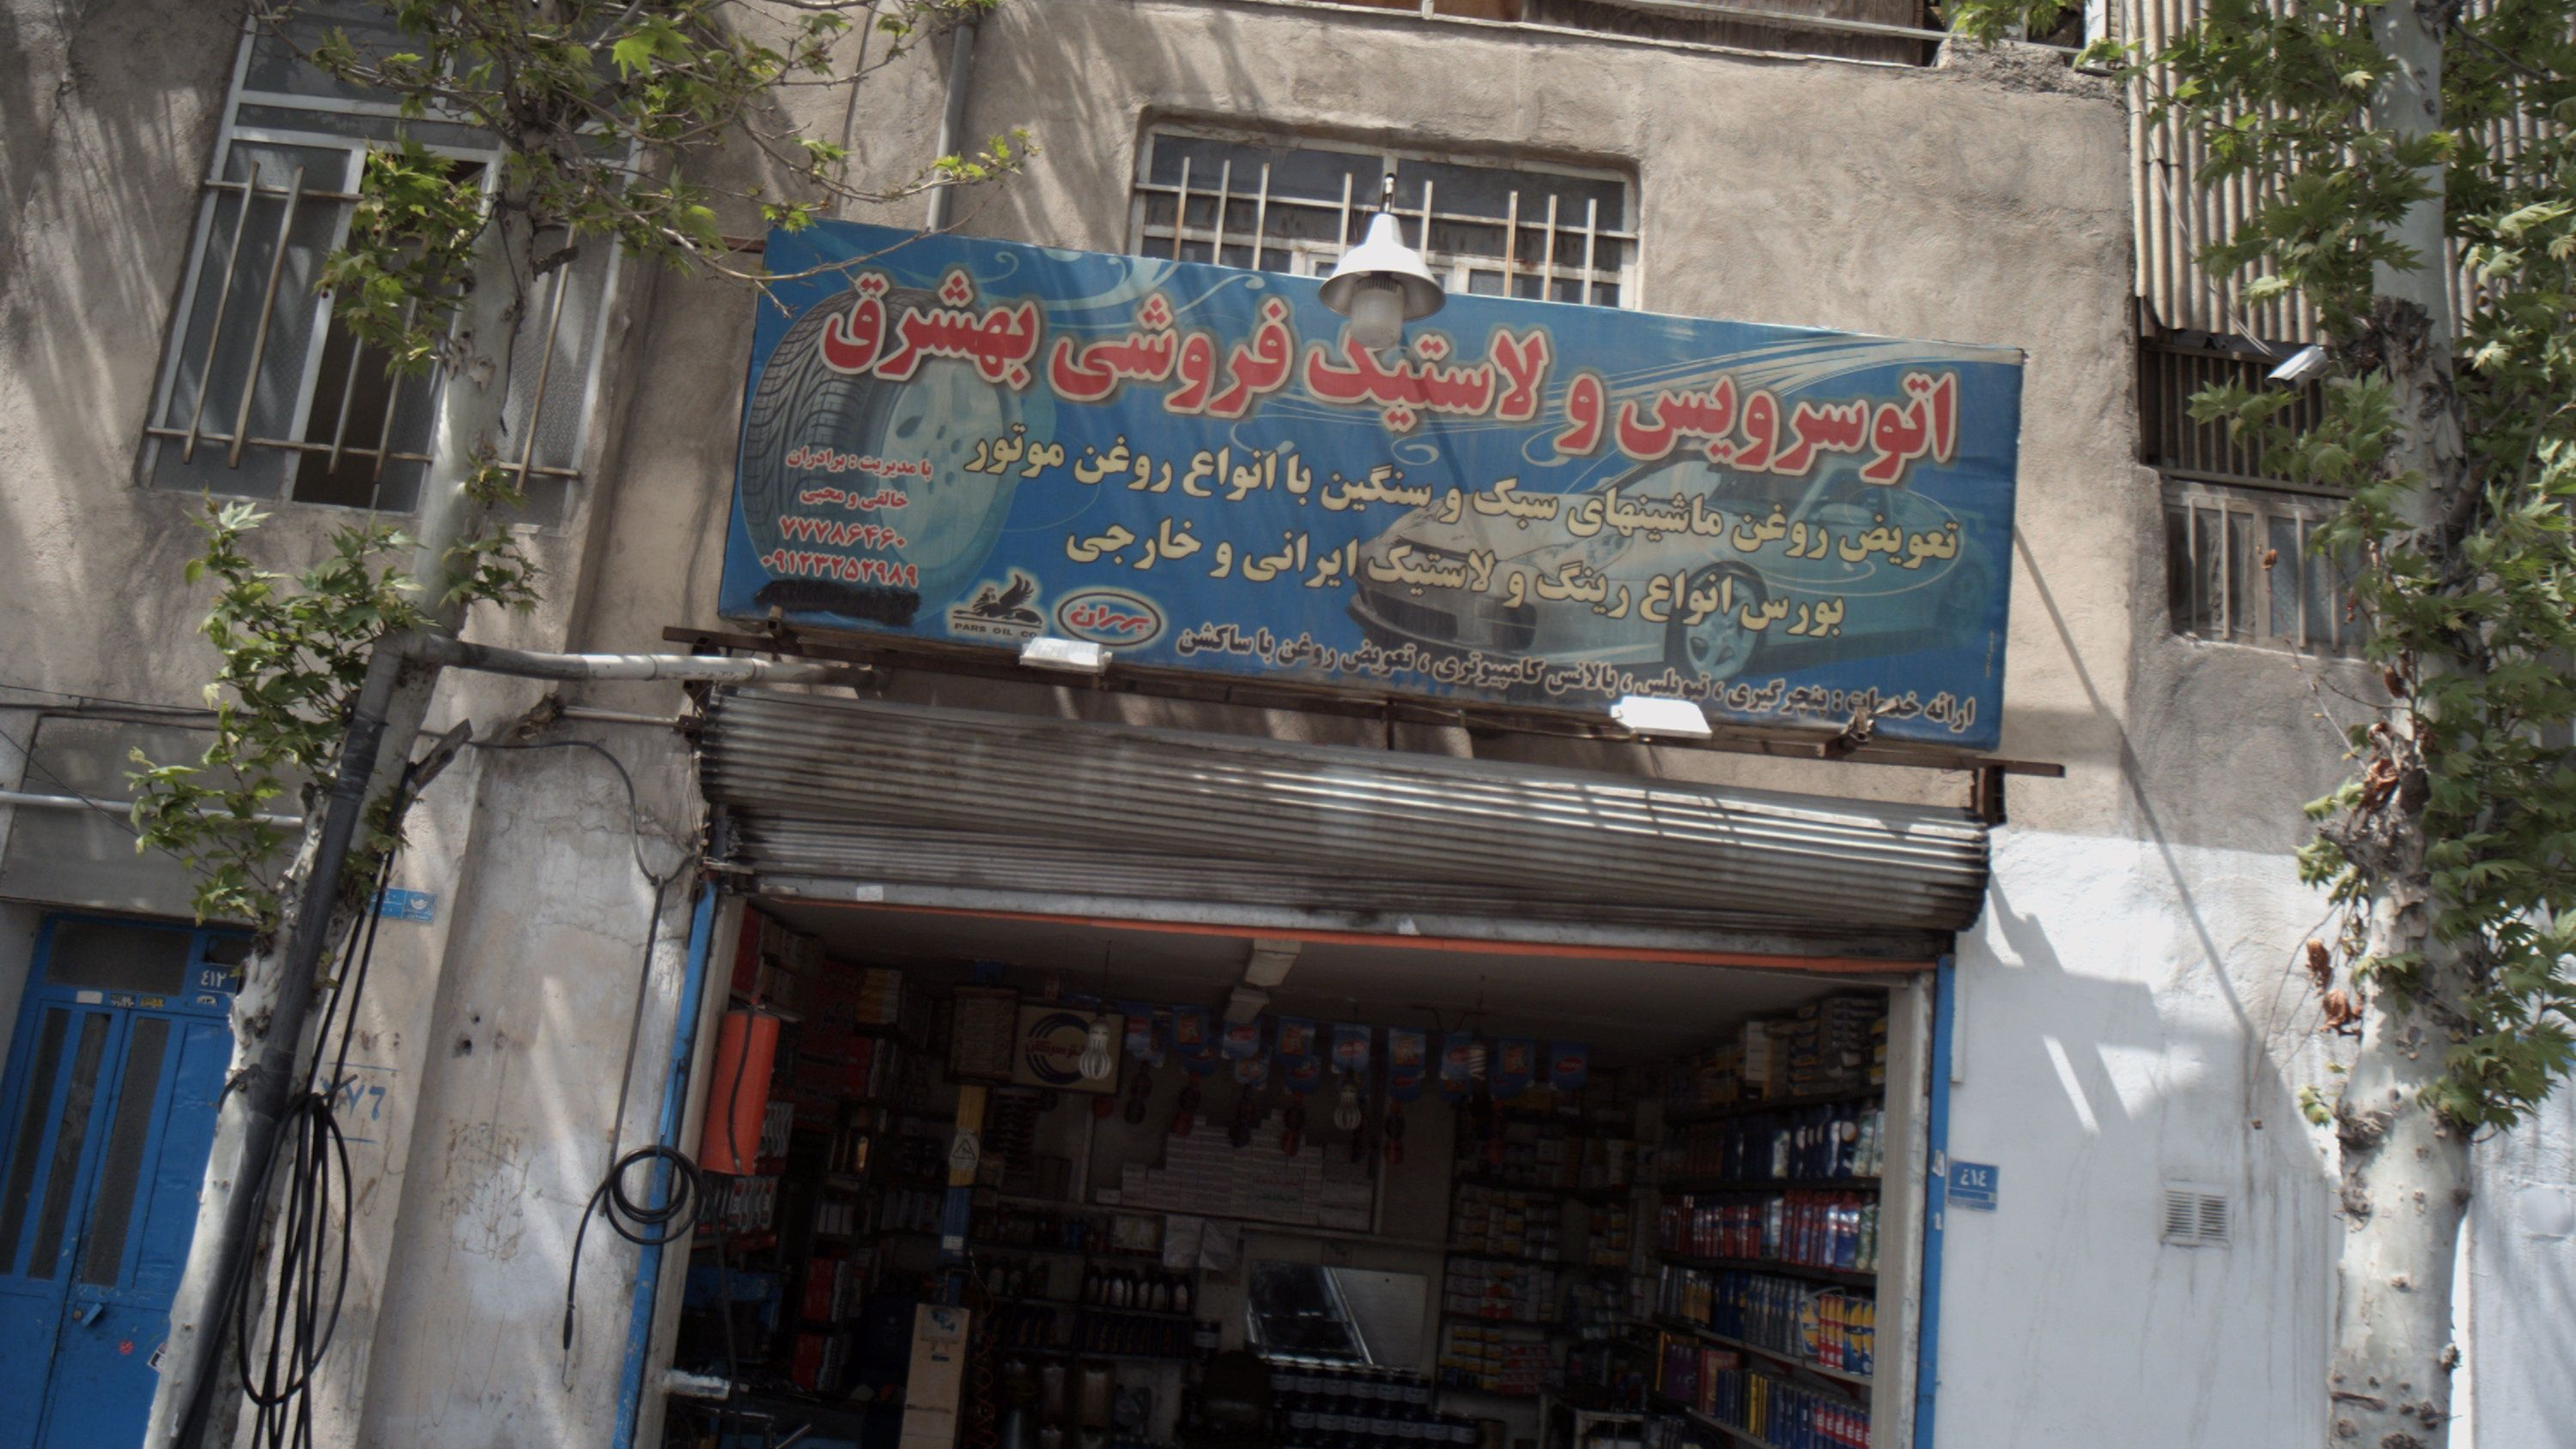 اتوسرویس و لاستیک فروشی بهشرق
تعویض روغن ماشینهای سبک و سنگین با انواع روغن موتور
بورس انواع رینگ و لاستیک ایرانی و خارجی
ارائه خدمات : پنچرگیری ، تیوبلس ، بالانس کامپیوتری ، تعویض روغن با ساکشن
با مدیریت : برادران
خالقی و محبی
۷۷۷۸۶۴۶۰
۰۹۱۲۳۲۵۲۹۸۹
PARS OIL CO
بهران
٤١٢
٤١٤